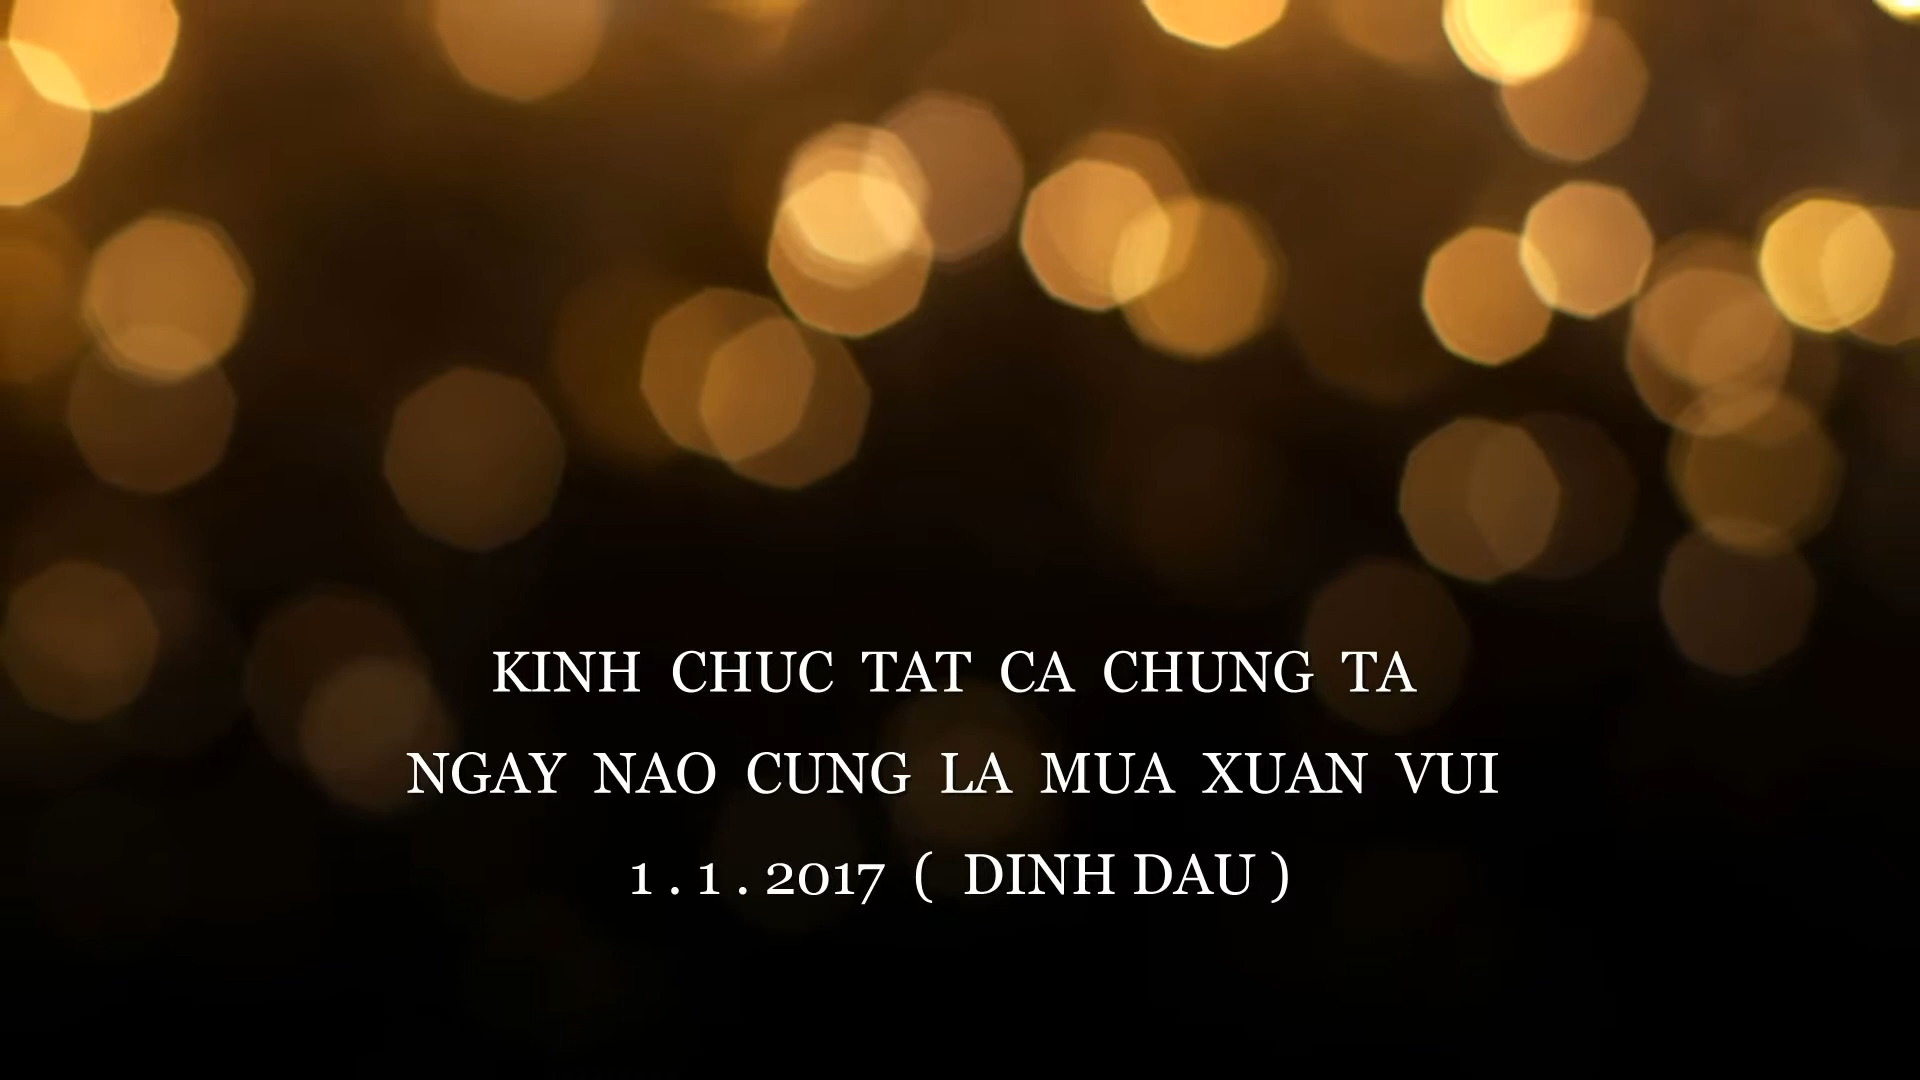 KINH CHUC TAT CA CHUNG TA
NGAY NAO CUNG LA MUA XUAN VUI
1 . 1 . 2017 ( DINH DAU )